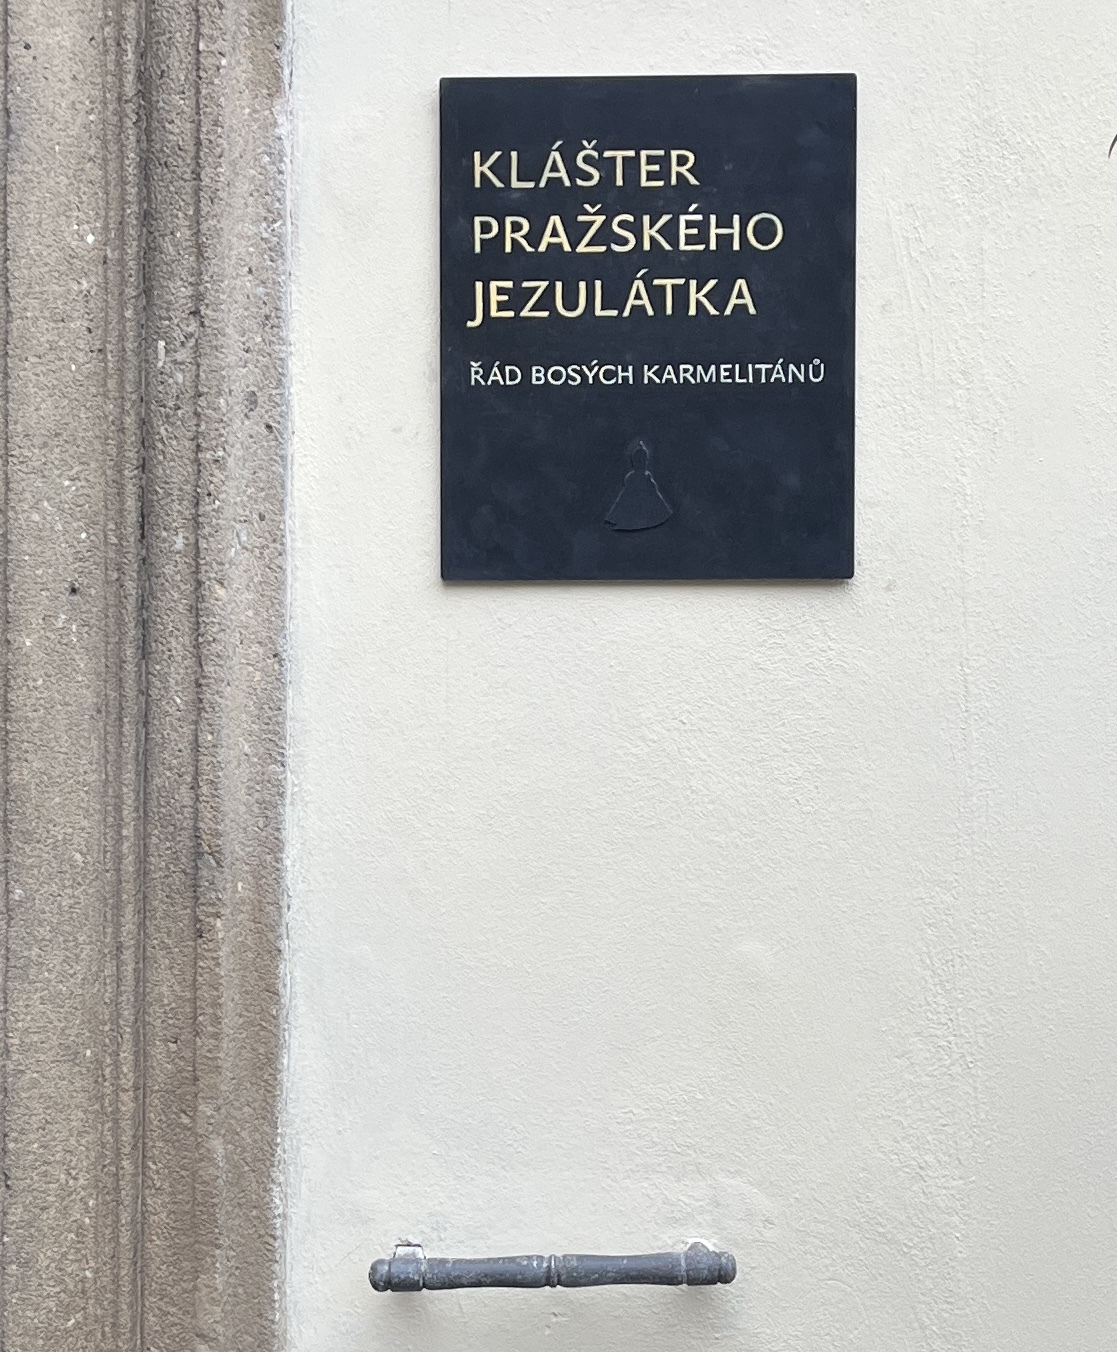 KLÁŠTER
PRAŽSKÉHO
JEZULÁTKA
ŘÁD BOSÝCH KARMELITÁNŮ